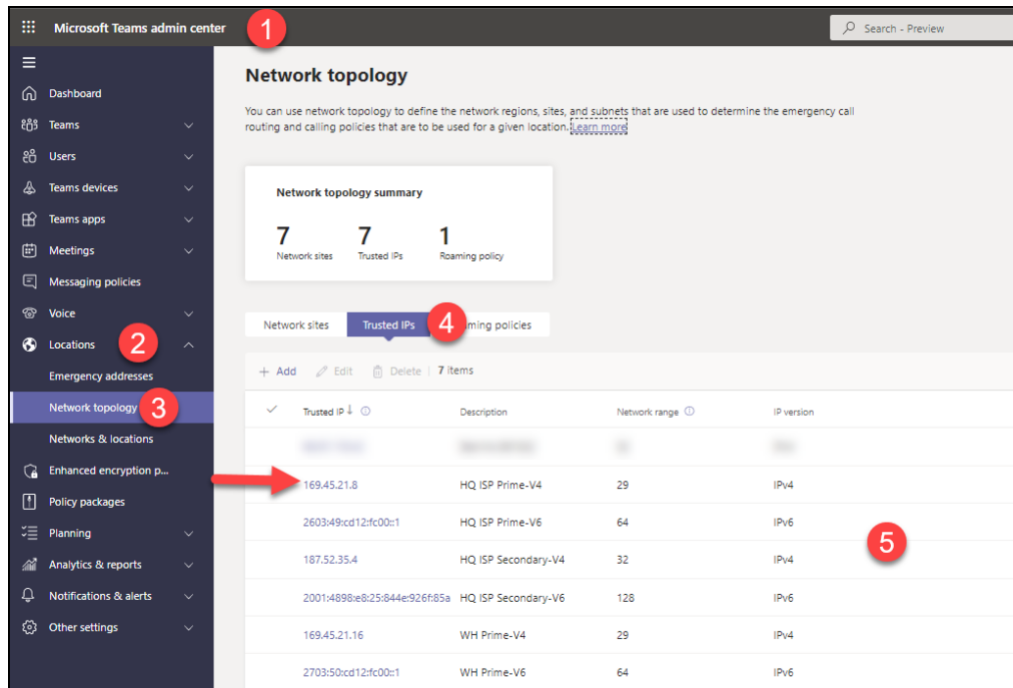 Microsoft Teams admin center
1
Search - Preview
Dashboard
Teams
Users
Teams devices
Teams apps
Meetings
Messaging policies
Voice
Locations
2
Emergency addresses
Network topology
3
Networks & locations
Enhanced encryption p...
Policy packages
Planning
Analytics & reports
Notifications & alerts
Other settings
Network topology
You can use network topology to define the network regions, sites, and subnets that are used to determine the emergency call
routing and calling policies that are to be used for a given location. Learn more
Network topology summary
7 7 1
Network sites Trusted IPs Roaming policy
Network sites Trusted IPs 4 ming policies
+ Add Edit Delete | 7 items
Trusted IP ↓ Description Network range IP version
169.45.21.8 HQ ISP Prime-V4 29 IPv4
2603:49:cd12:fc00::1 HQ ISP Prime-V6 64 IPv6
5
187.52.35.4 HQ ISP Secondary-V4 32 IPv4
2001:4898:e8:25:844e:926f:85a HQ ISP Secondary-V6 128 IPv6
169.45.21.16 WH Prime-V4 29 IPv4
2703:50:cd12:fc00::1 WH Prime-V6 64 IPv6